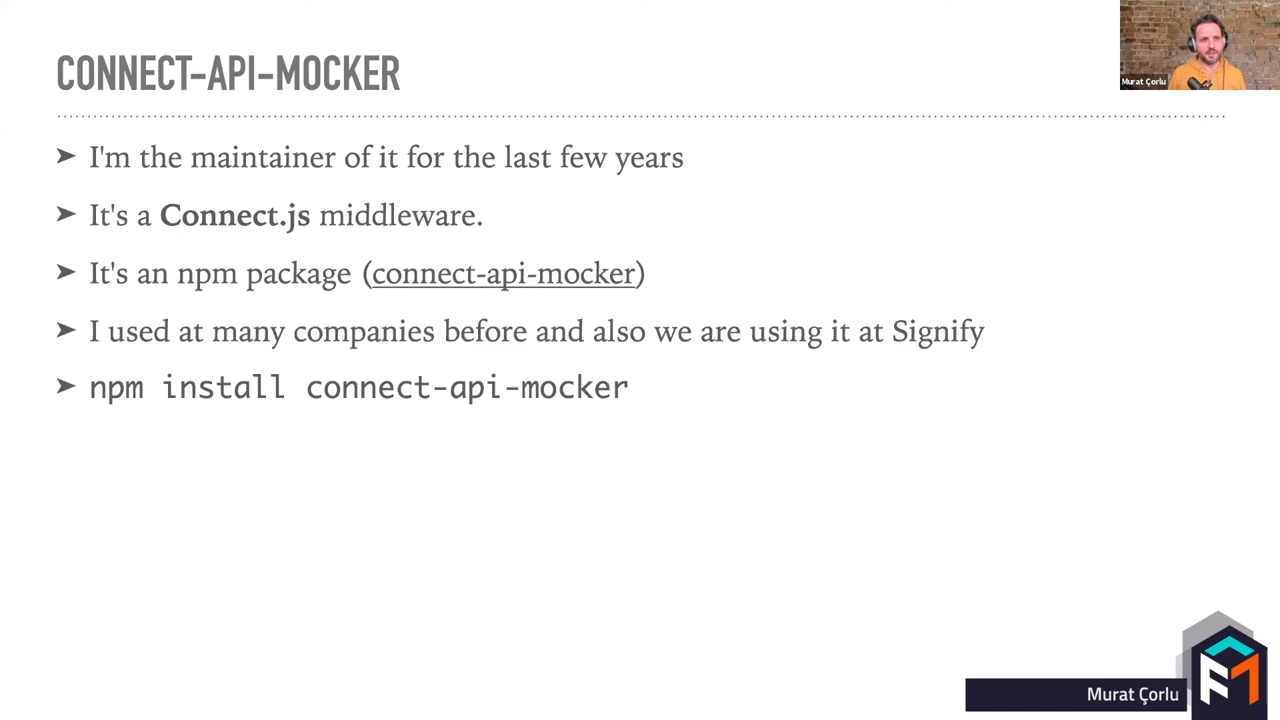 CONNECT-API-MOCKER
Murat Çorlu
➤ I'm the maintainer of it for the last few years
➤ It's a Connect.js middleware.
➤ It's an npm package (connect-api-mocker)
➤ I used at many companies before and also we are using it at Signify
➤ npm install connect-api-mocker
Murat Çorlu